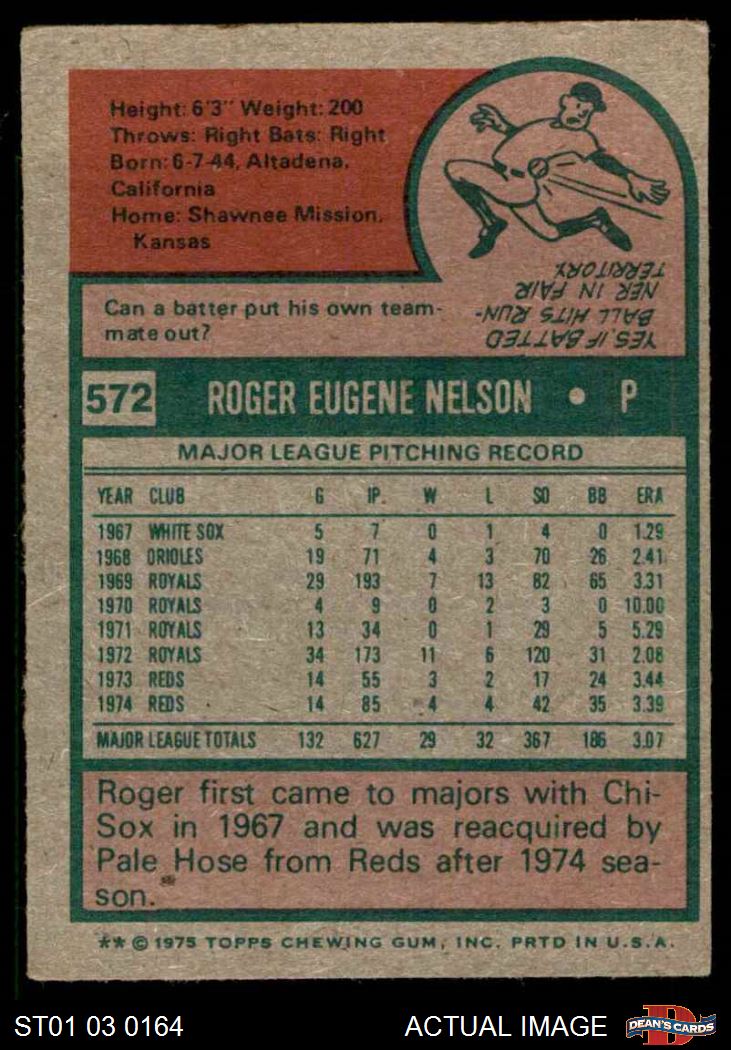 Height: 6'3" Weight: 200
Throws: Right Bats: Right
Born: 6-7-44, Altadena,
California
Home: Shawnee Mission,
Kansas
YES, IF BATTED
BALL HITS RUN-
NER IN FAIR
TERRITORY.
Can a batter put his own team-
mate out?
572 ROGER EUGENE NELSON • P
MAJOR LEAGUE PITCHING RECORD
YEAR CLUB G IP. W L SO BB ERA
1967 WHITE SOX 5 7 0 1 4 0 1.29
1968 ORIOLES 19 71 4 3 70 26 2.41
1969 ROYALS 29 193 7 13 82 65 3.31
1970 ROYALS 4 9 0 2 3 0 10.00
1971 ROYALS 13 34 0 1 29 5 5.29
1972 ROYALS 34 173 11 6 120 31 2.08
1973 REDS 14 55 3 2 17 24 3.44
1974 REDS 14 85 4 4 42 35 3.39
MAJOR LEAGUE TOTALS 132 627 29 32 367 186 3.07
Roger first came to majors with Chi-
Sox in 1967 and was reacquired by
Pale Hose from Reds after 1974 sea-
son.
** © 1975 TOPPS CHEWING GUM, INC. PRTD IN U.S.A.
ST01 03 0164 ACTUAL IMAGE DEAN'S CARDS